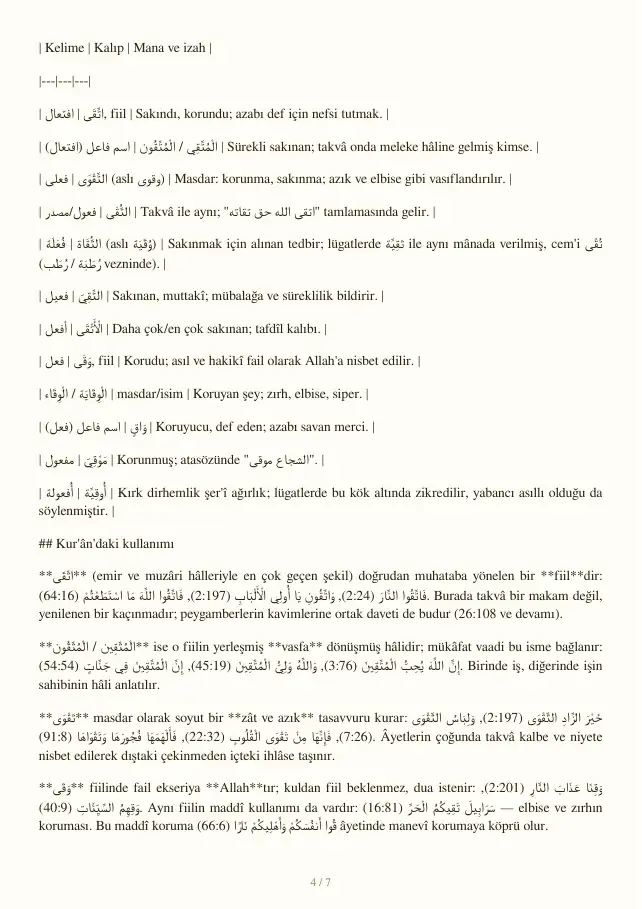 | Kelime | Kalıp | Mana ve izah |
|---|---|---|
| اتَّقَى | افتعال, fiil | Sakındı, korundu; azabı def için nefsi tutmak. |
| الْمُتَّقِي / الْمُتَّقُون | اسم فاعل (افتعال) | Sürekli sakınan; takvâ onda meleke hâline gelmiş kimse. |
| التَّقْوَى | فعلى (aslı وقوى) | Masdar: korunma, sakınma; azık ve elbise gibi vasıflandırılır. |
| التُّقَى | فعول/مصدر | Takvâ ile aynı; "اتقى الله حق تقاته" tamlamasında gelir. |
| التُّقَاة | فُعَلَة (aslı وُقَيَة) | Sakınmak için alınan tedbir; lügatlerde تَقِيَّة ile aynı mânada verilmiş, cem'i تُقًى
(رُطَبَة / رُطَب vezninde). |
| التَّقِيّ | فعيل | Sakınan, muttakî; mübalağa ve süreklilik bildirir. |
| الْأَتْقَى | أفعل | Daha çok/en çok sakınan; tafdîl kalıbı. |
| وَقَى | فعل, fiil | Korudu; asıl ve hakikî fail olarak Allah'a nisbet edilir. |
| الْوِقَايَة / الْوِقَاء | masdar/isim | Koruyan şey; zırh, elbise, siper. |
| وَاقٍ | اسم فاعل (فعل) | Koruyucu, def eden; azabı savan merci. |
| مَوْقِيّ | مفعول | Korunmuş; atasözünde "الشجاع موقى". |
| أُوقِيَّة | أفعولة | Kırk dirhemlik şer'î ağırlık; lügatlerde bu kök altında zikredilir, yabancı asıllı olduğu da
söylenmiştir. |
## Kur'ân'daki kullanımı
**اتَّقَى** (emir ve muzâri hâlleriyle en çok geçen şekil) doğrudan muhataba yönelen bir **fiil**dir:
فَاتَّقُوا النَّارَ (2:24), وَاتَّقُونِ يَا أُولِي الْأَلْبَابِ (2:197), فَاتَّقُوا اللَّهَ مَا اسْتَطَعْتُمْ (64:16). Burada takvâ bir makam değil,
yenilenen bir kaçınmadır; peygamberlerin kavimlerine ortak daveti de budur (26:108 ve devamı).
**الْمُتَّقِين / الْمُتَّقُون** ise o fiilin yerleşmiş **vasfa** dönüşmüş hâlidir; mükâfat vaadi bu isme bağlanır:
إِنَّ اللَّهَ يُحِبُّ الْمُتَّقِينَ (3:76), وَاللَّهُ وَلِيُّ الْمُتَّقِينَ (45:19), إِنَّ الْمُتَّقِينَ فِي جَنَّاتٍ (54:54). Birinde iş, diğerinde işin
sahibinin hâli anlatılır.
**تَقْوَى** masdar olarak soyut bir **zât ve azık** tasavvuru kurar: خَيْرَ الزَّادِ التَّقْوَى (2:197), وَلِبَاسُ التَّقْوَى
(7:26), فَإِنَّهَا مِنْ تَقْوَى الْقُلُوبِ (22:32), فَأَلْهَمَهَا فُجُورَهَا وَتَقْوَاهَا (91:8). Âyetlerin çoğunda takvâ kalbe ve niyete
nisbet edilerek dıştaki çekinmeden içteki ihlâse taşınır.
**وَقَى** fiilinde fail ekseriya **Allah**tır; kuldan fiil beklenmez, dua istenir: وَقِنَا عَذَابَ النَّارِ (2:201),
وَقِهِمُ السَّيِّئَاتِ (40:9). Aynı fiilin maddî kullanımı da vardır: سَرَابِيلَ تَقِيكُمُ الْحَرَّ (16:81) — elbise ve zırhın
koruması. Bu maddî koruma قُوا أَنفُسَكُمْ وَأَهْلِيكُمْ نَارًا (66:6) âyetinde manevî korumaya köprü olur.
4 / 7